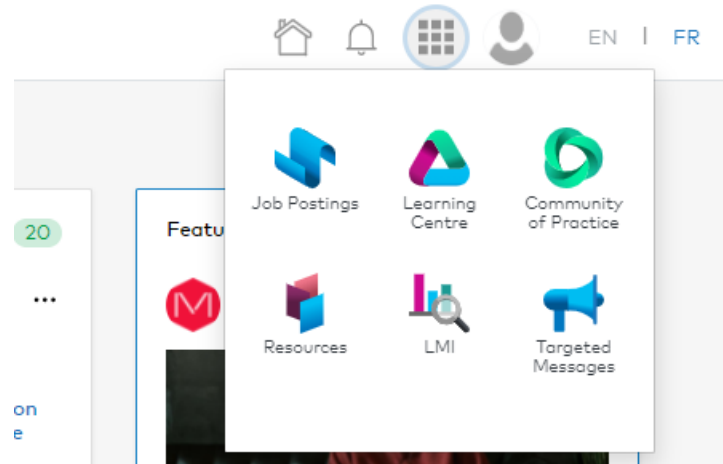 EN | FR
Job Postings
Learning
Centre
Community
of Practice
20
Featu
...
M
Resources
LMI
Targeted
Messages
on
e